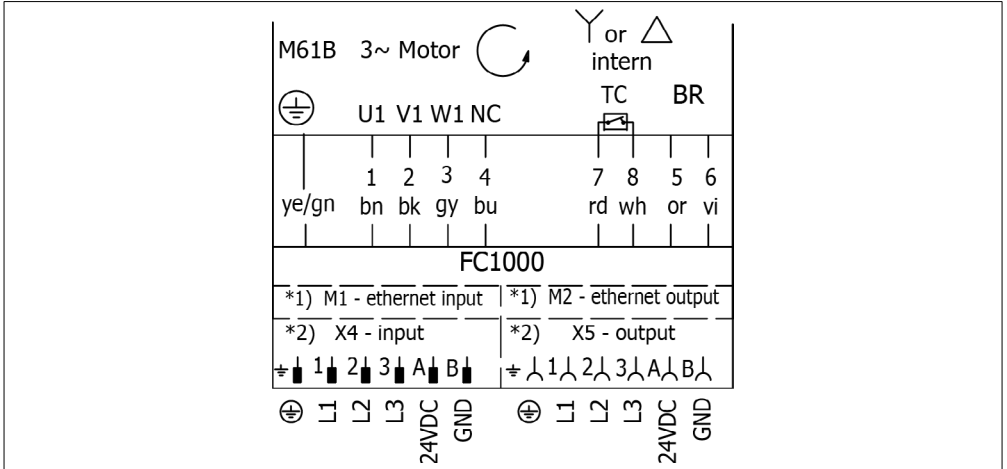 M61B 3~ Motor
or
intern
TC BR
U1 V1 W1 NC
1 2 3 4 7 8 5 6
ye/gn bn bk gy bu rd wh or vi
FC1000
*1) M1 - ethernet input *1) M2 - ethernet output
*2) X4 - input *2) X5 - output
1 2 3 A B 1 2 3 A B
L1 L2 L3 24VDC GND L1 L2 L3 24VDC GND